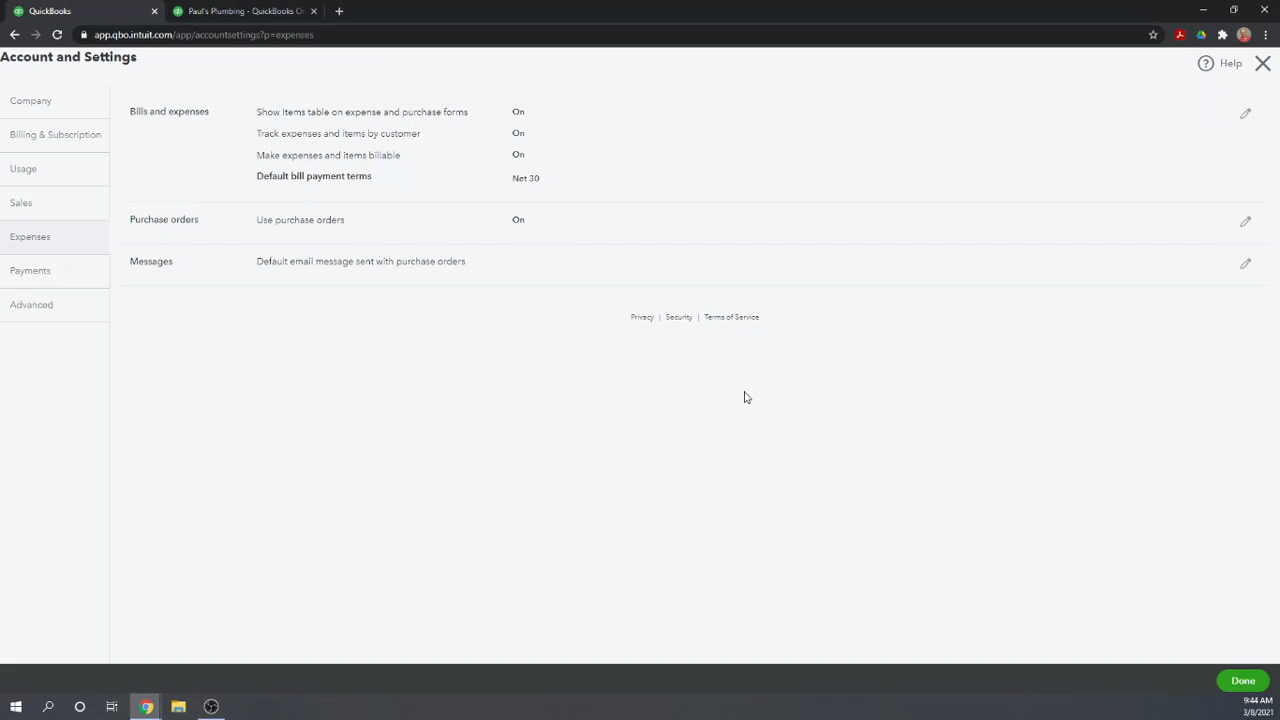 QuickBooks
Paul's Plumbing - QuickBooks O
app.qbo.intuit.com/app/accountsettings?p=expenses
Account and Settings
Help
Company
Billing & Subscription
Usage
Sales
Expenses
Payments
Advanced
Bills and expenses
Show Items table on expense and purchase forms On
Track expenses and items by customer On
Make expenses and items billable On
Default bill payment terms Net 30
Purchase orders Use purchase orders On
Messages Default email message sent with purchase orders
Privacy | Security | Terms of Service
Done
9:44 AM
3/8/2021